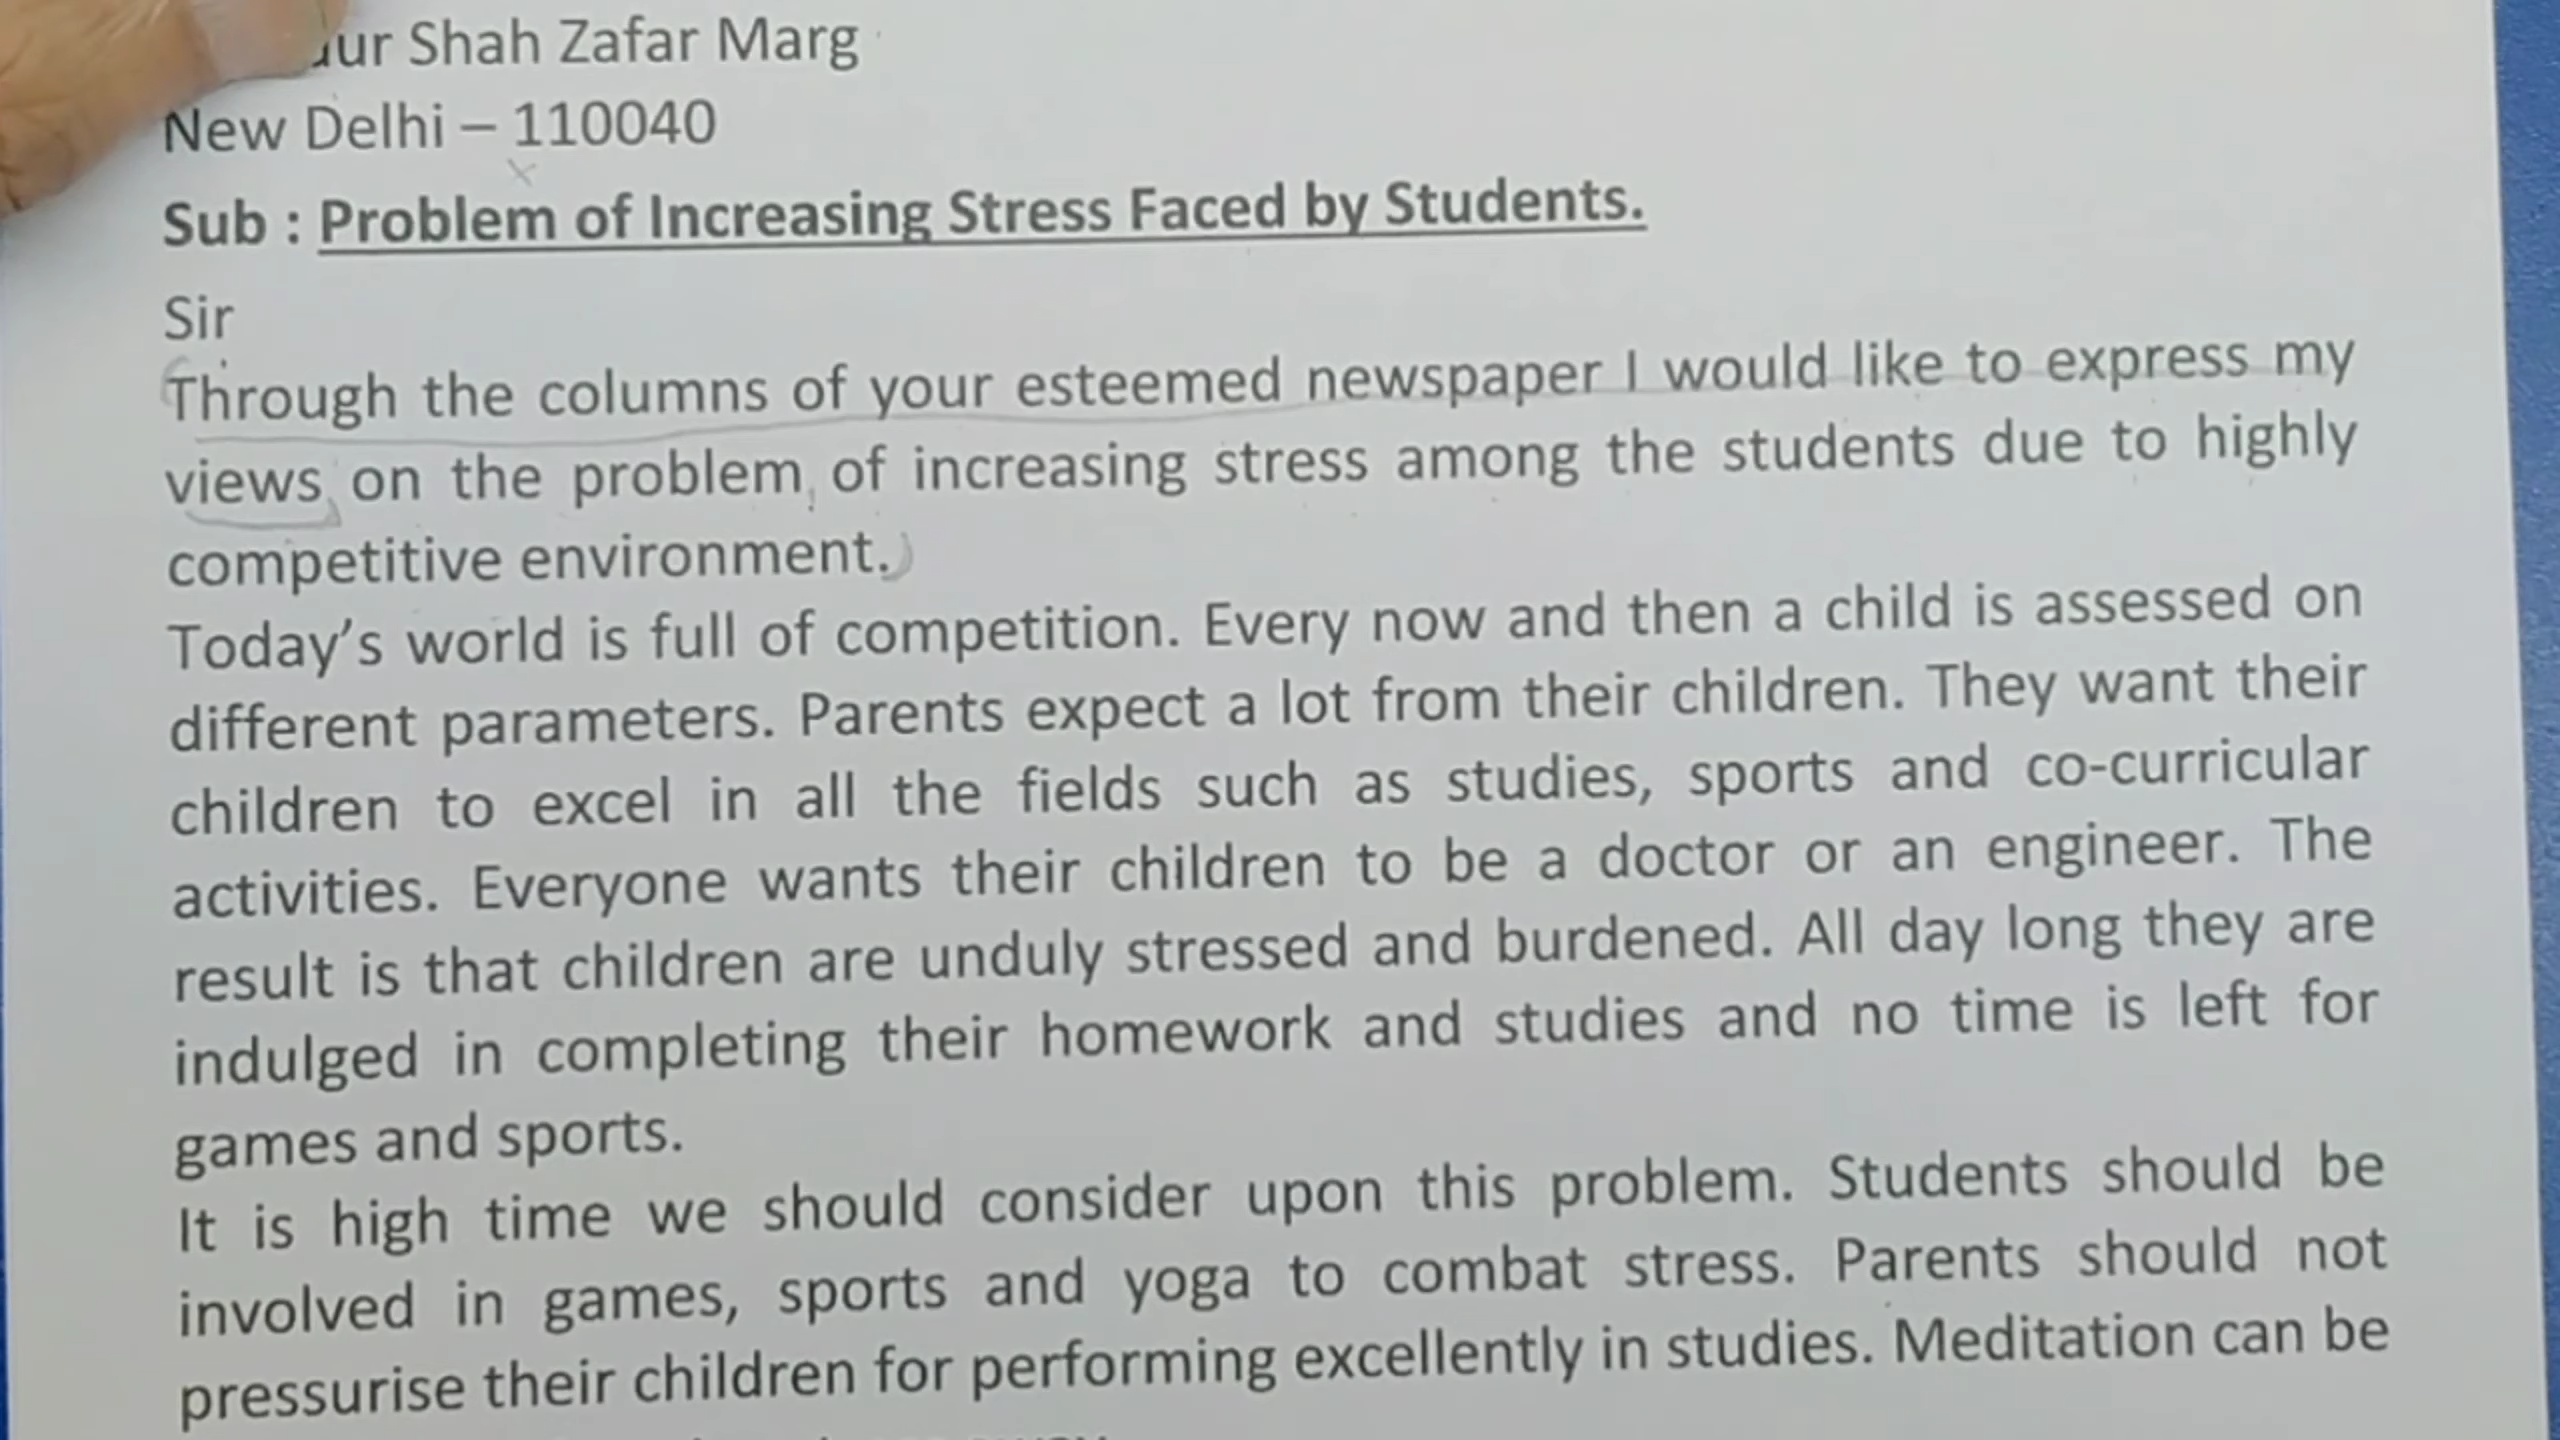 Shah Zafar Marg
New Delhi – 110040
Sub : Problem of Increasing Stress Faced by Students.
Sir
Through the columns of your esteemed newspaper I would like to express my
views on the problem of increasing stress among the students due to highly
competitive environment.
Today's world is full of competition. Every now and then a child is assessed on
different parameters. Parents expect a lot from their children. They want their
children to excel in all the fields such as studies, sports and co-curricular
activities. Everyone wants their children to be a doctor or an engineer. The
result is that children are unduly stressed and burdened. All day long they are
indulged in completing their homework and studies and no time is left for
games and sports.
It is high time we should consider upon this problem. Students should be
involved in games, sports and yoga to combat stress. Parents should not
pressurise their children for performing excellently in studies. Meditation can be